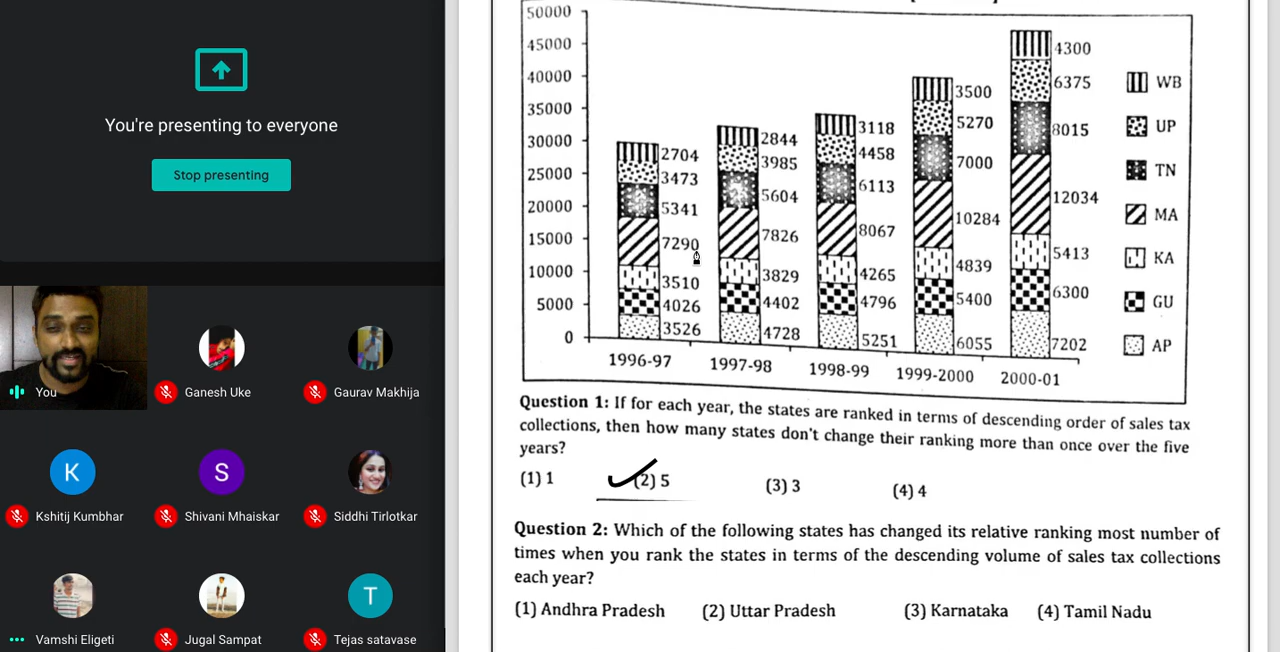 You're presenting to everyone
Stop presenting
You
Ganesh Uke
Gaurav Makhija
K
Kshitij Kumbhar
S
Shivani Mhaiskar
Siddhi Tirlotkar
Vamshi Eligeti
Jugal Sampat
T
Tejas satavase
50000
45000
40000
35000
30000
25000
20000
15000
10000
5000
0
2704
3473
5341
7290
3510
4026
3526
2844
3985
5604
7826
3829
4402
4728
3118
4458
6113
8067
4265
4796
5251
3500
5270
7000
10284
4839
5400
6055
4300
6375
8015
12034
5413
6300
7202
1996-97
1997-98
1998-99
1999-2000
2000-01
WB
UP
TN
MA
KA
GU
AP
Question 1: If for each year, the states are ranked in terms of descending order of sales tax
collections, then how many states don't change their ranking more than once over the five
years?
(1) 1 (2) 5 (3) 3 (4) 4
Question 2: Which of the following states has changed its relative ranking most number of
times when you rank the states in terms of the descending volume of sales tax collections
each year?
(1) Andhra Pradesh (2) Uttar Pradesh (3) Karnataka (4) Tamil Nadu